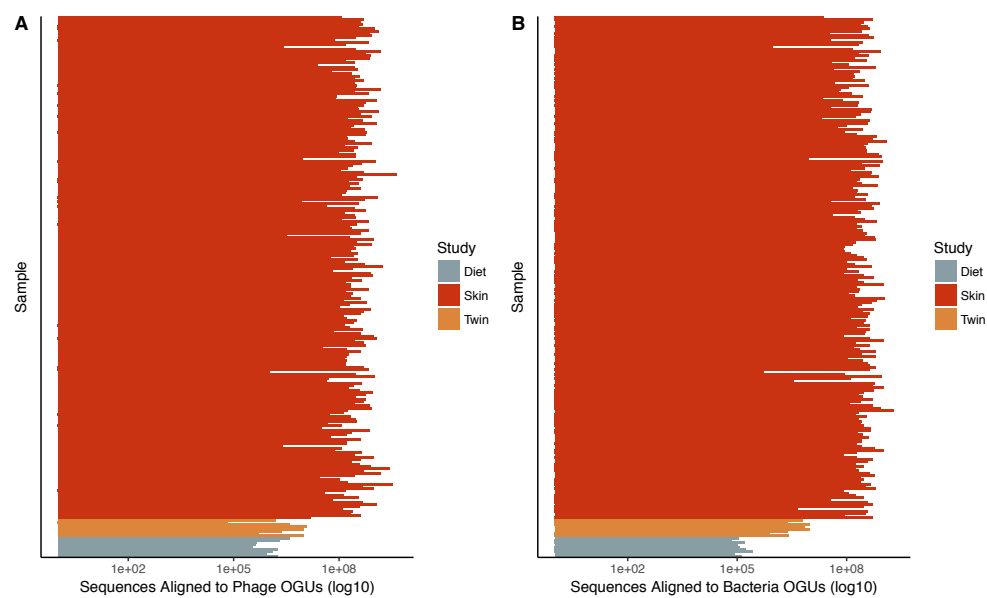 A
Sample
1e+02 1e+05 1e+08
Sequences Aligned to Phage OGUs (log10)
Study
Diet
Skin
Twin
B
Sample
1e+02 1e+05 1e+08
Sequences Aligned to Bacteria OGUs (log10)
Study
Diet
Skin
Twin